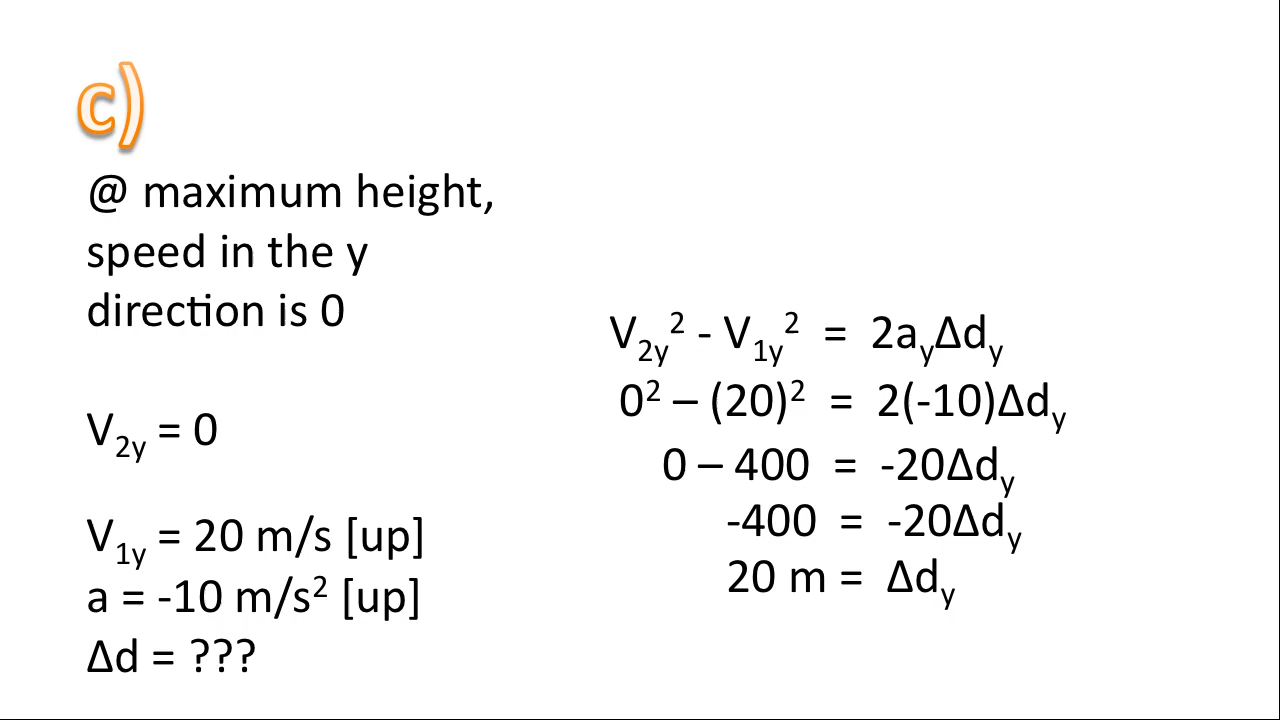 c)
@ maximum height,
speed in the y
direction is 0
V₂y = 0
V₁y = 20 m/s [up]
a = -10 m/s² [up]
Δd = ???
V₂y² - V₁y² = 2ayΔdy
0² – (20)² = 2(-10)Δdy
0 – 400 = -20Δdy
-400 = -20Δdy
20 m = Δdy